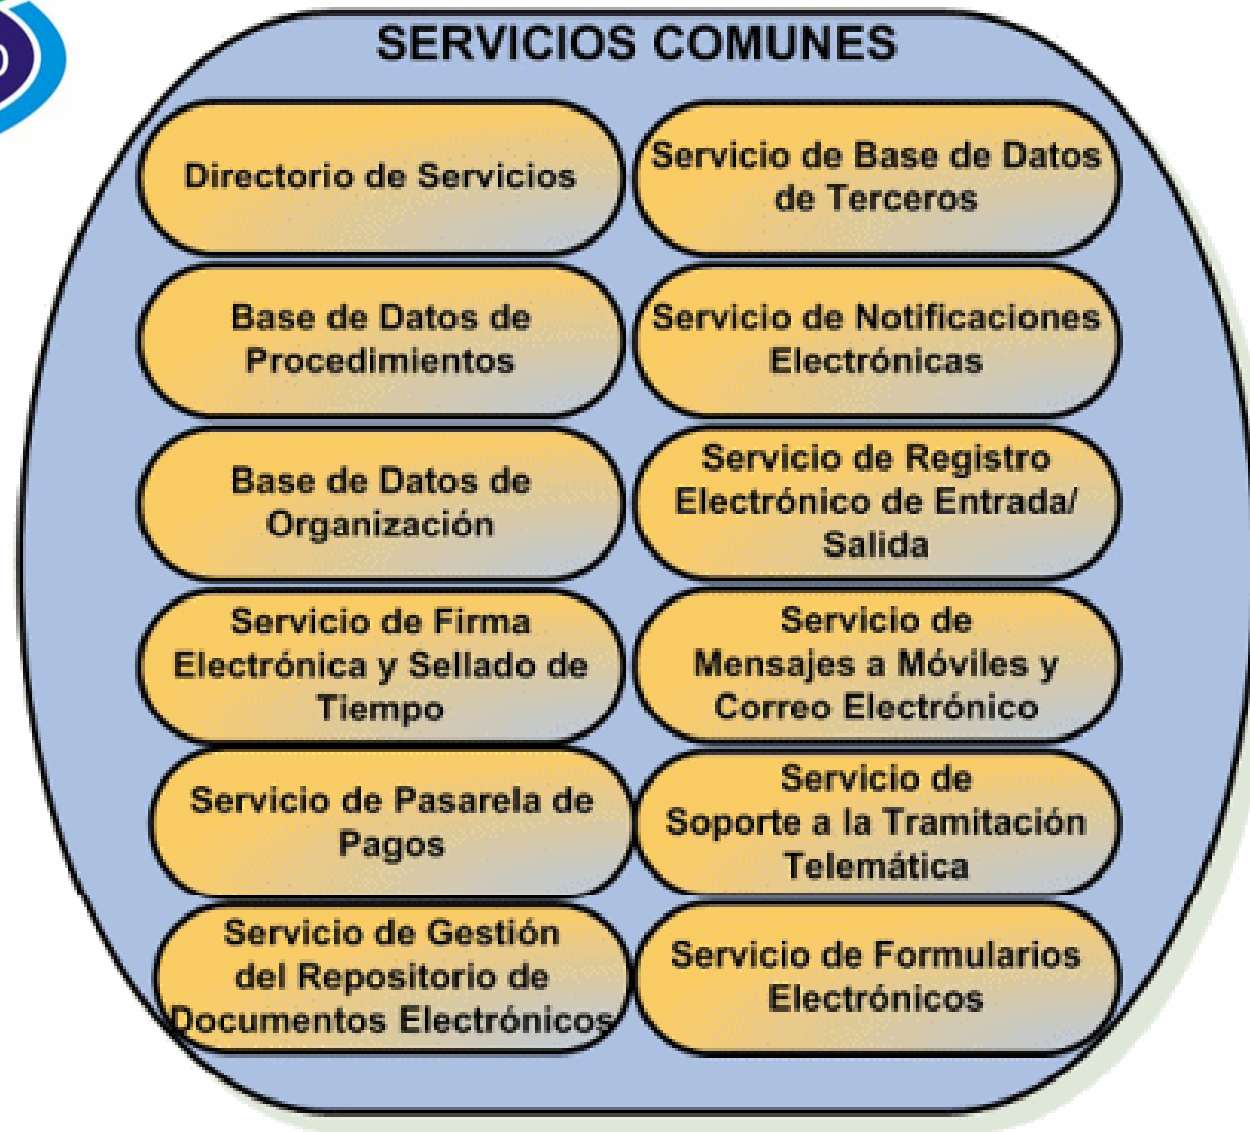 SERVICIOS COMUNES
Directorio de Servicios
Servicio de Base de Datos
de Terceros
Base de Datos de
Procedimientos
Servicio de Notificaciones
Electrónicas
Base de Datos de
Organización
Servicio de Registro
Electrónico de Entrada/
Salida
Servicio de Firma
Electrónica y Sellado de
Tiempo
Servicio de
Mensajes a Móviles y
Correo Electrónico
Servicio de Pasarela de
Pagos
Servicio de
Soporte a la Tramitación
Telemática
Servicio de Gestión
del Repositorio de
Documentos Electrónicos
Servicio de Formularios
Electrónicos